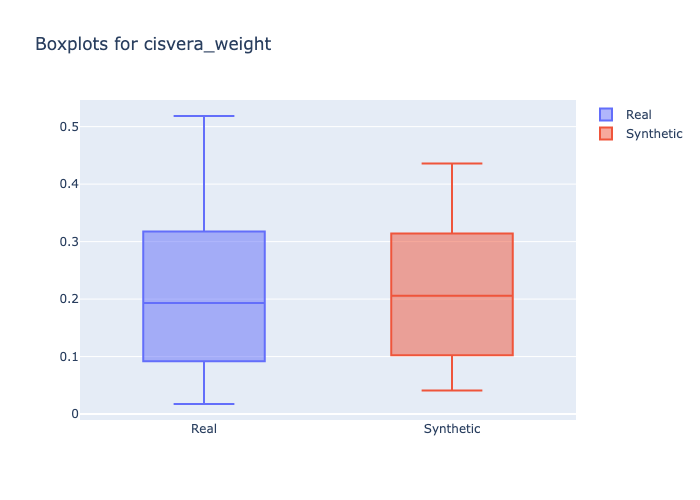 Boxplots for cisvera_weight
Real
Synthetic
0.5
0.4
0.3
0.2
0.1
0
Real
Synthetic